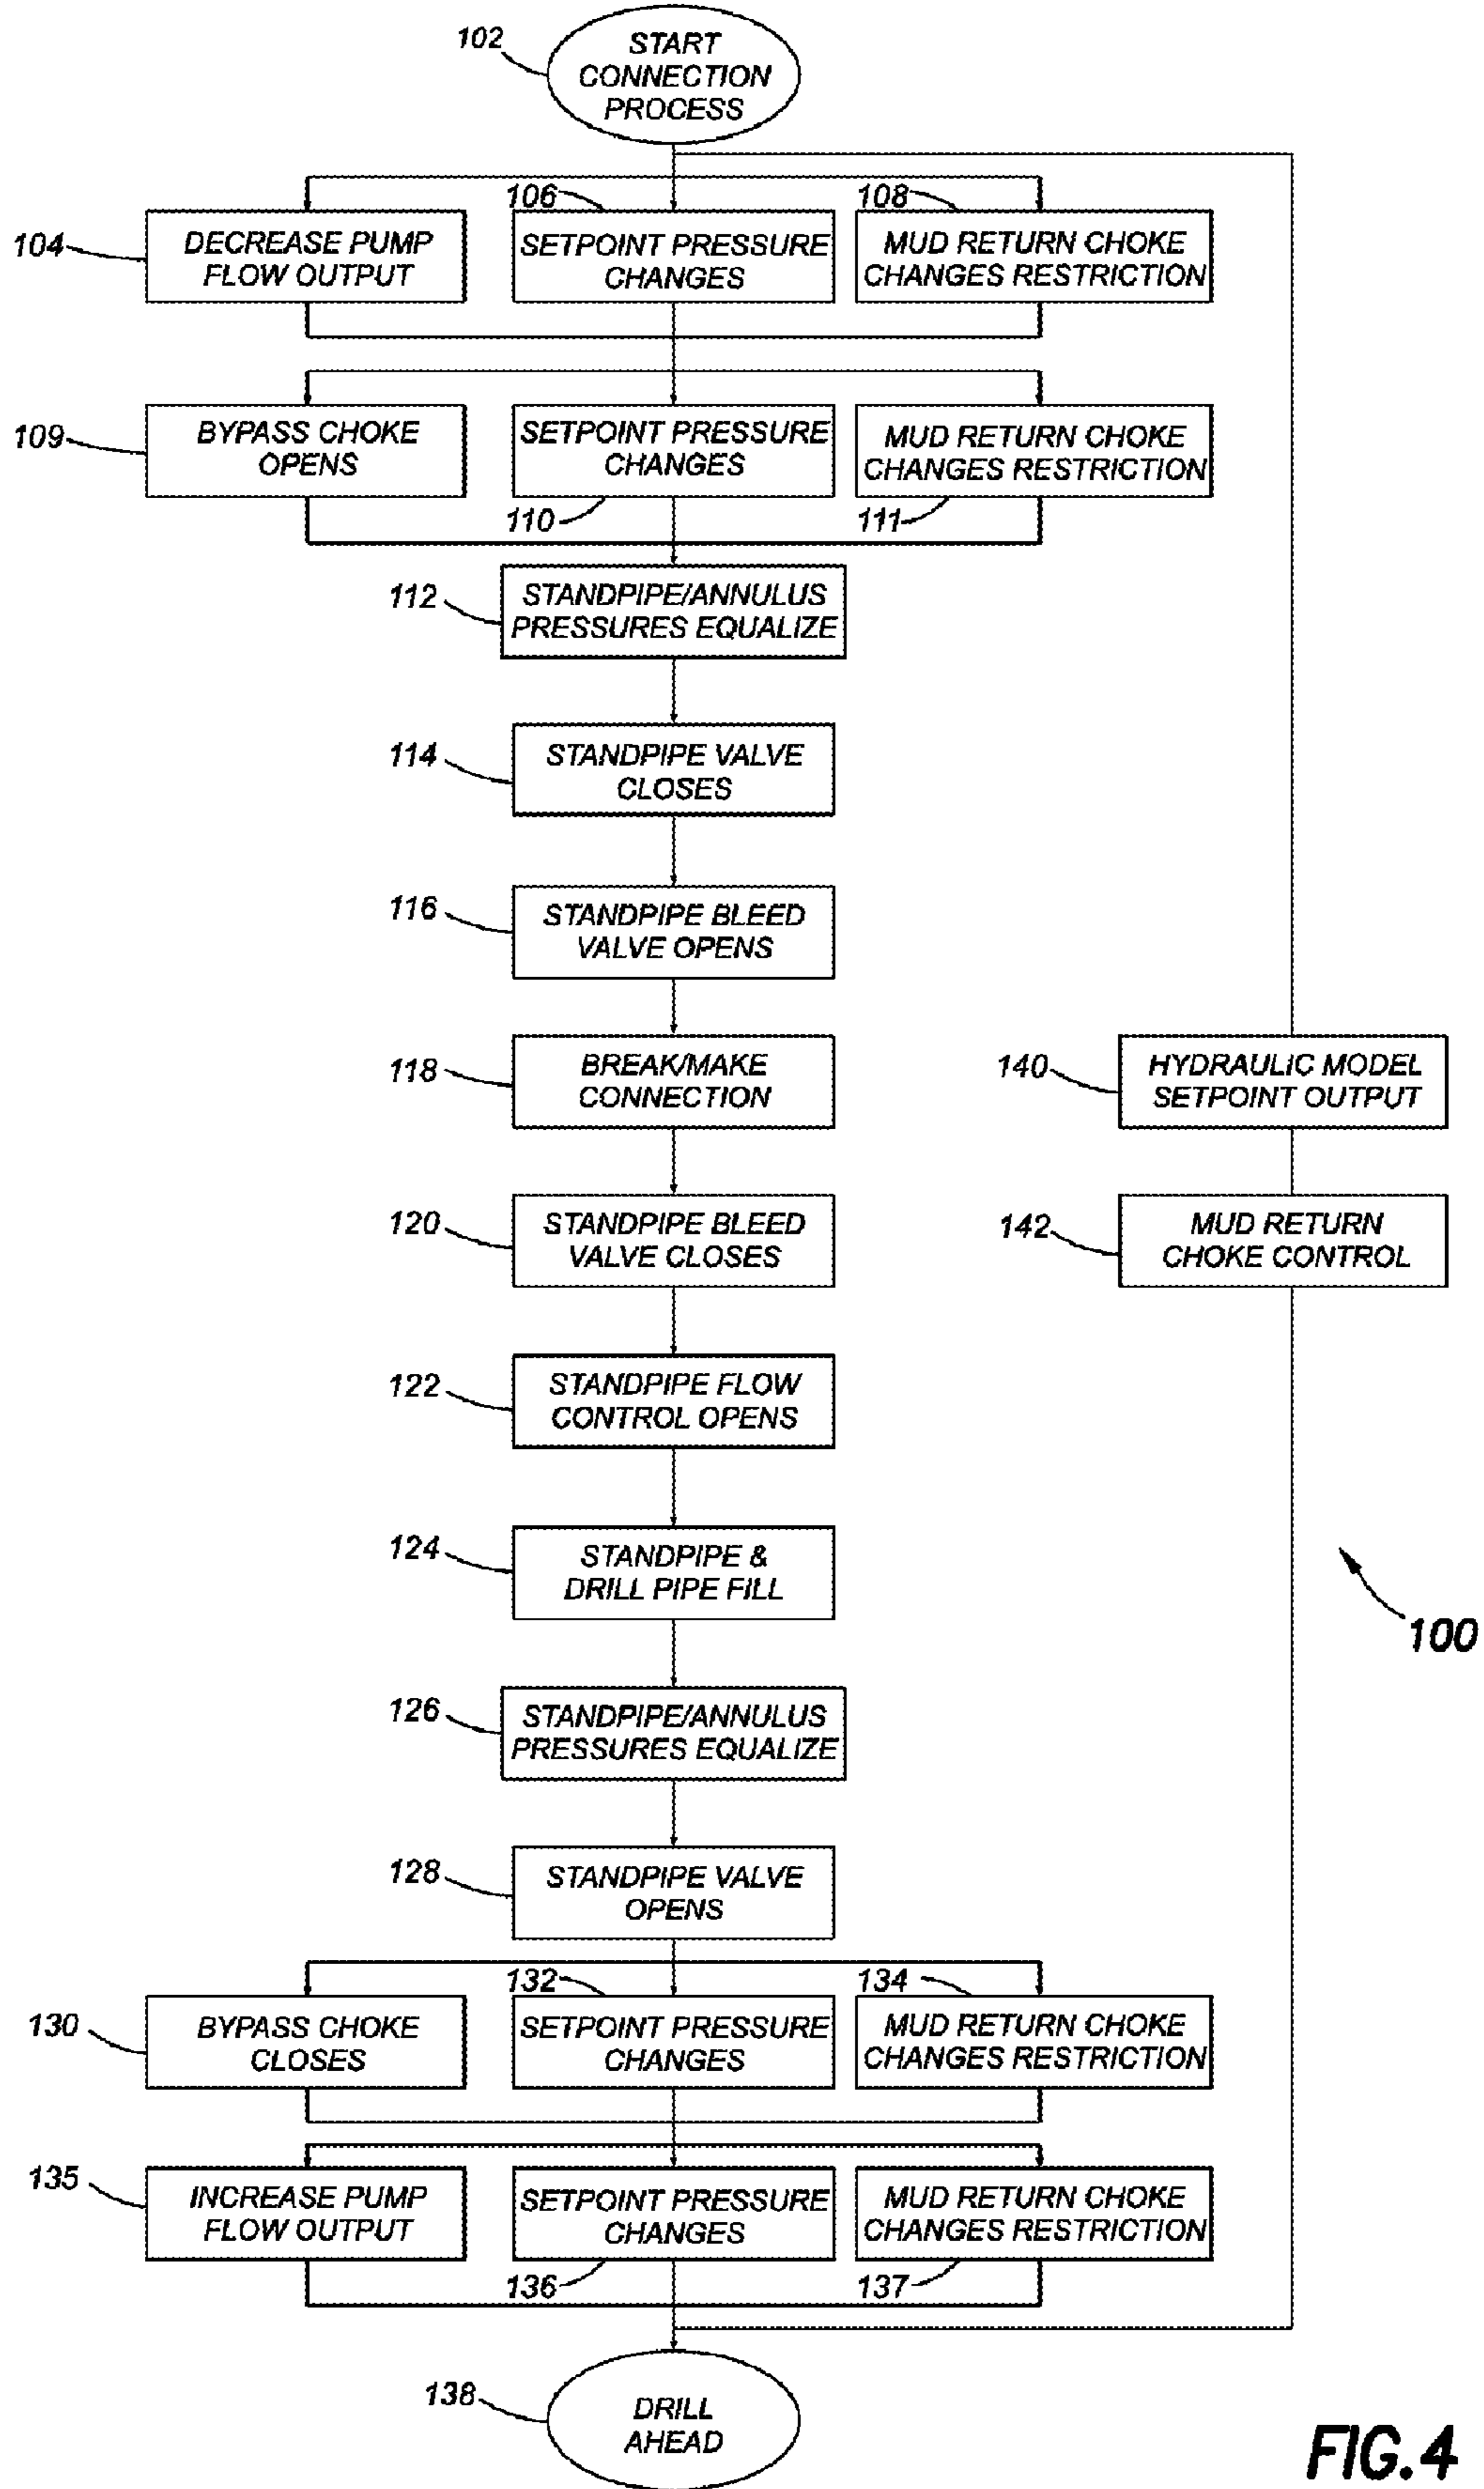 102
START
CONNECTION
PROCESS
104
DECREASE PUMP
FLOW OUTPUT
106
SETPOINT PRESSURE
CHANGES
108
MUD RETURN CHOKE
CHANGES RESTRICTION
109
BYPASS CHOKE
OPENS
SETPOINT PRESSURE
CHANGES
110
MUD RETURN CHOKE
CHANGES RESTRICTION
111
112
STANDPIPE/ANNULUS
PRESSURES EQUALIZE
114
STANDPIPE VALVE
CLOSES
116
STANDPIPE BLEED
VALVE OPENS
118
BREAK/MAKE
CONNECTION
140
HYDRAULIC MODEL
SETPOINT OUTPUT
120
STANDPIPE BLEED
VALVE CLOSES
142
MUD RETURN
CHOKE CONTROL
122
STANDPIPE FLOW
CONTROL OPENS
124
STANDPIPE &
DRILL PIPE FILL
100
126
STANDPIPE/ANNULUS
PRESSURES EQUALIZE
128
STANDPIPE VALVE
OPENS
130
BYPASS CHOKE
CLOSES
132
SETPOINT PRESSURE
CHANGES
134
MUD RETURN CHOKE
CHANGES RESTRICTION
135
INCREASE PUMP
FLOW OUTPUT
SETPOINT PRESSURE
CHANGES
136
MUD RETURN CHOKE
CHANGES RESTRICTION
137
138
DRILL
AHEAD
FIG.4